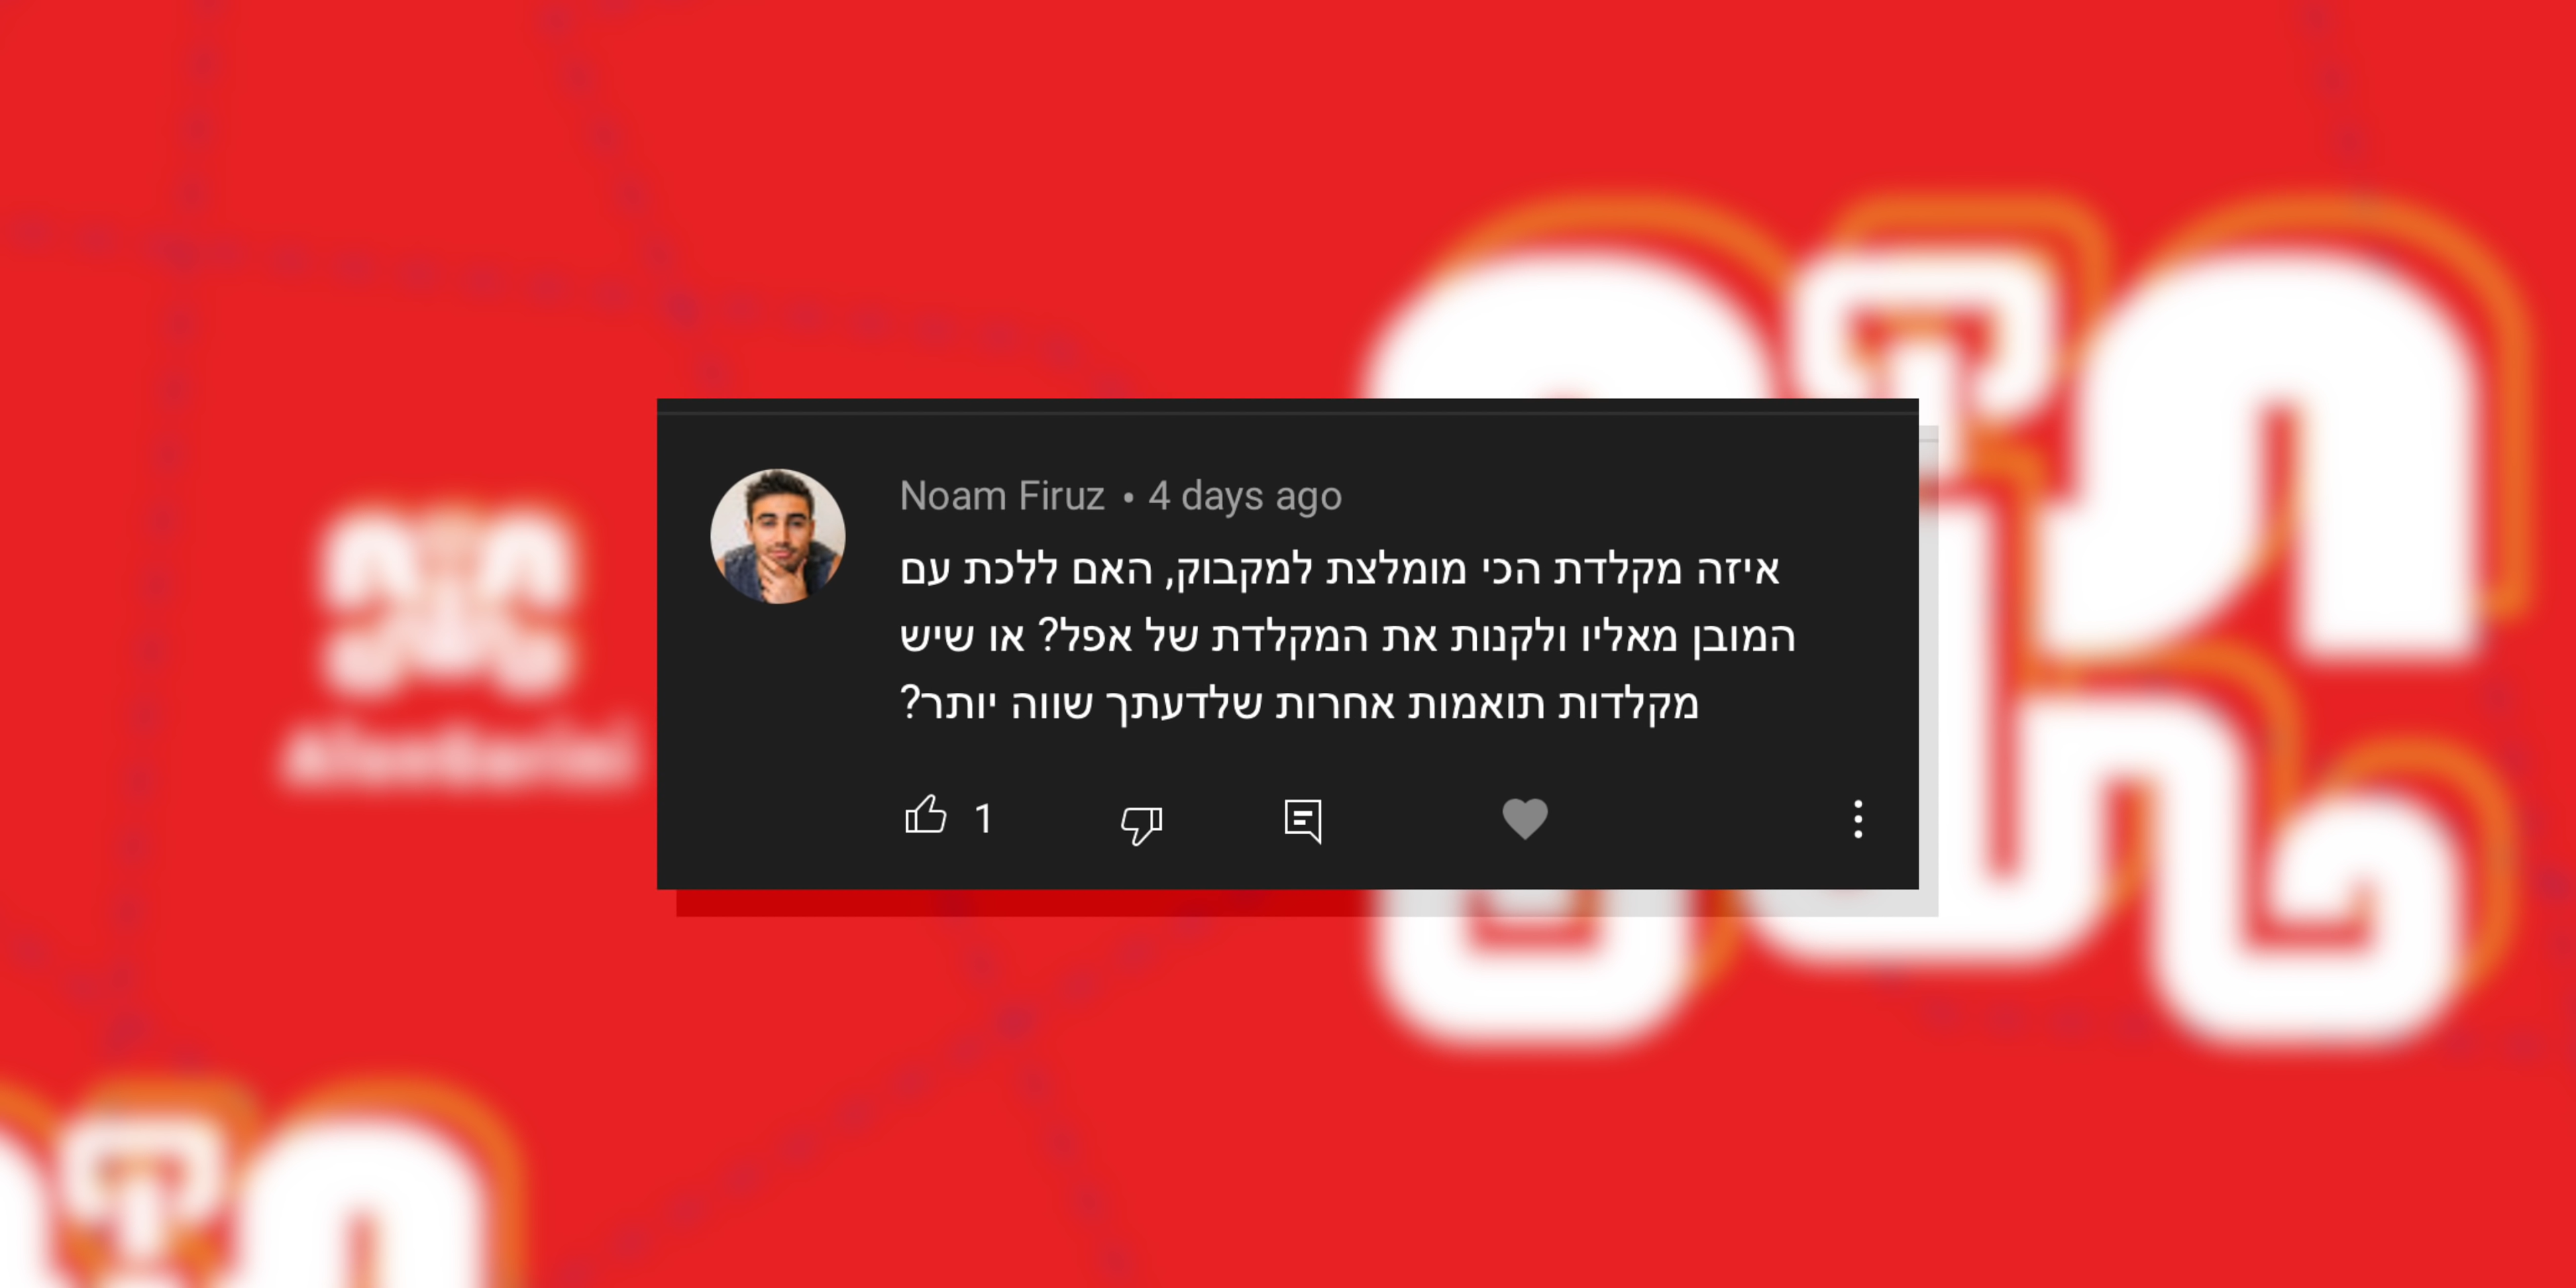 Noam Firuz • 4 days ago
איזה מקלדת הכי מומלצת למקבוק, האם ללכת עם
המובן מאליו ולקנות את המקלדת של אפל? או שיש
מקלדות תואמות אחרות שלדעתך שווה יותר?
1